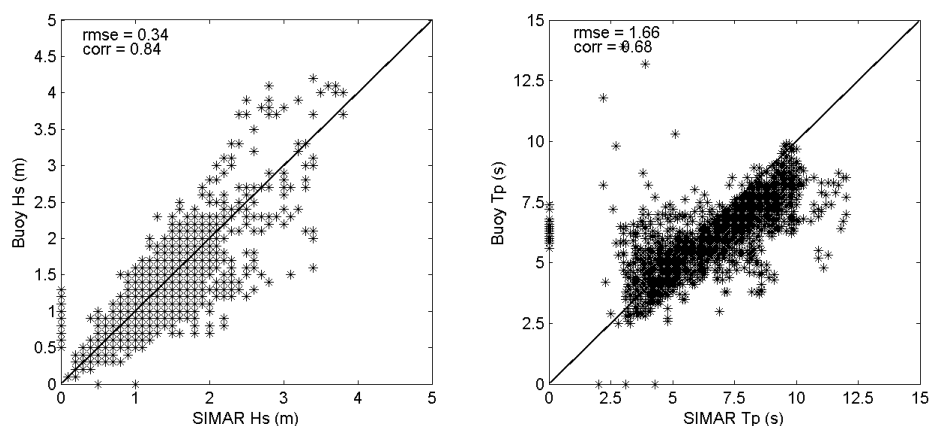 rmse = 0.34
corr = 0.84
5
4.5
4
3.5
3
2.5
2
1.5
1
0.5
0
Buoy Hs (m)
0 1 2 3 4 5
SIMAR Hs (m)
rmse = 1.66
corr = 0.68
15
12.5
10
7.5
5
2.5
0
Buoy Tp (s)
0 2.5 5 7.5 10 12.5 15
SIMAR Tp (s)